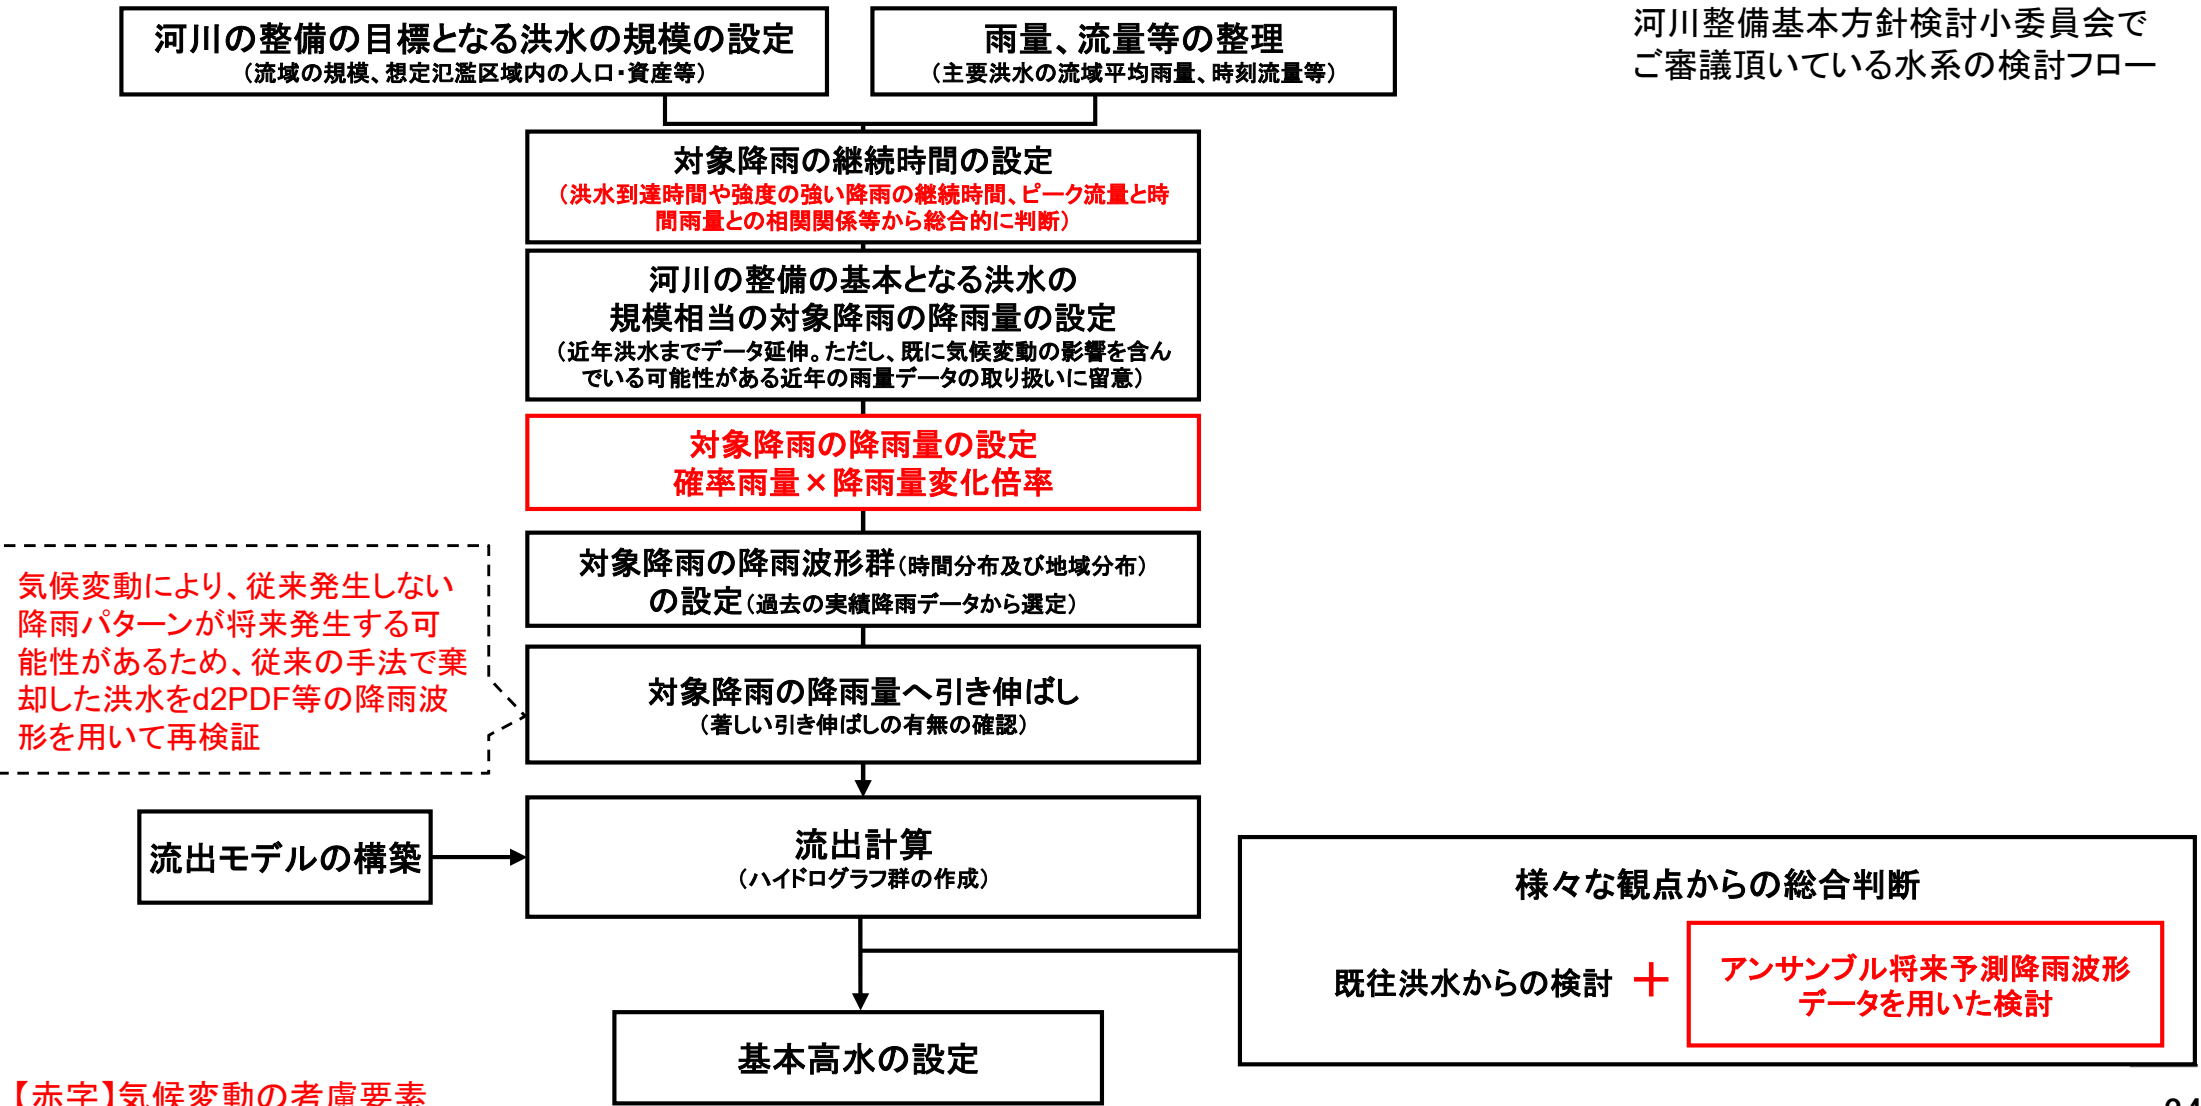 河川整備基本方針検討小委員会で
ご審議頂いている水系の検討フロー
河川の整備の目標となる洪水の規模の設定
（流域の規模、想定氾濫区域内の人口・資産等）
雨量、流量等の整理
（主要洪水の流域平均雨量、時刻流量等）
対象降雨の継続時間の設定
（洪水到達時間や強度の強い降雨の継続時間、ピーク流量と時
間雨量との相関関係等から総合的に判断）
河川の整備の基本となる洪水の
規模相当の対象降雨の降雨量の設定
（近年洪水までデータ延伸。ただし、既に気候変動の影響を含ん
でいる可能性がある近年の雨量データの取り扱いに留意）
対象降雨の降雨量の設定
確率雨量×降雨量変化倍率
対象降雨の降雨波形群（時間分布及び地域分布）
の設定（過去の実績降雨データから選定）
気候変動により、従来発生しない
降雨パターンが将来発生する可
能性があるため、従来の手法で棄
却した洪水をd2PDF等の降雨波
形を用いて再検証
対象降雨の降雨量へ引き伸ばし
（著しい引き伸ばしの有無の確認）
流出モデルの構築
流出計算
（ハイドログラフ群の作成）
様々な観点からの総合判断
既往洪水からの検討 ＋
アンサンブル将来予測降雨波形
データを用いた検討
基本高水の設定
【赤字】気候変動の考慮要素